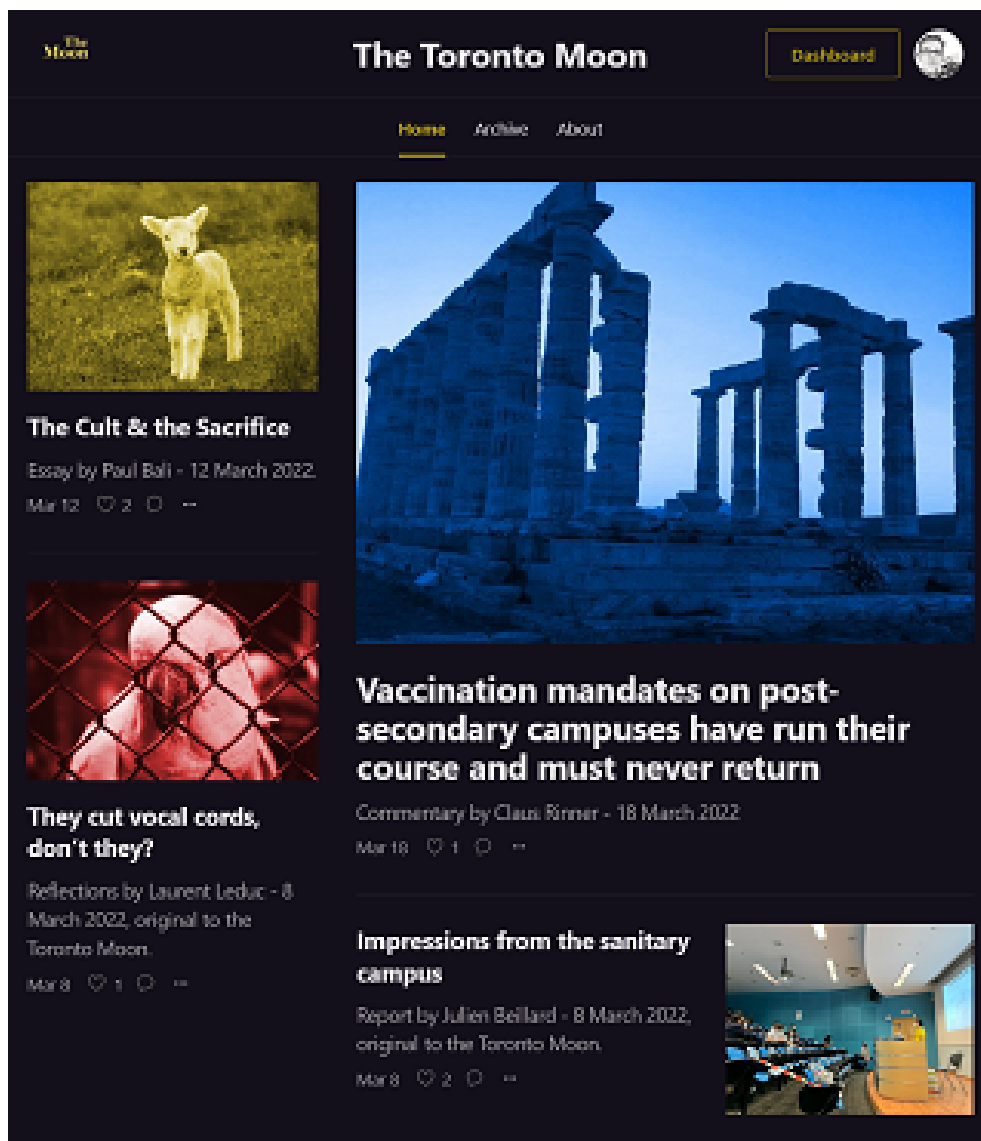 The
Moon
The Toronto Moon
Dashboard
Home Archive About
The Cult & the Sacrifice
Essay by Paul Bali - 12 March 2022.
Mar 12 2
They cut vocal cords,
don't they?
Reflections by Laurent Leduc - 8
March 2022, original to the
Toronto Moon.
Mar 8 1
Vaccination mandates on post-
secondary campuses have run their
course and must never return
Commentary by Claus Rinner - 18 March 2022
Mar 18 1
Impressions from the sanitary
campus
Report by Julien Beillard - 8 March 2022,
original to the Toronto Moon.
Mar 8 2